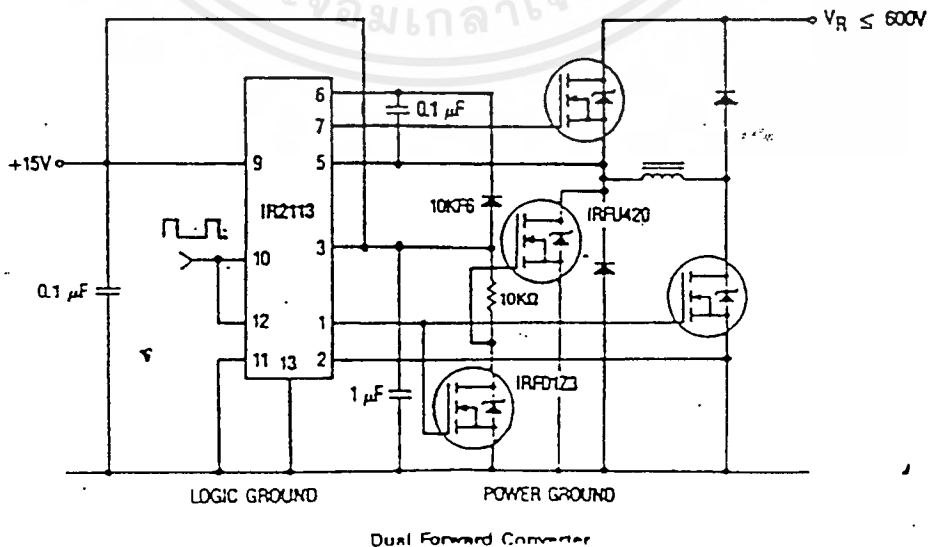 V_R ≤ 600V
6
0.1 µF
7
+15V
9
5
IR2113
10KF6
IRFU420
3
10
0.1 µF
10KΩ
12
1
11
13
2
1 µF
IRFD123
LOGIC GROUND
POWER GROUND
Dual Forward Converter